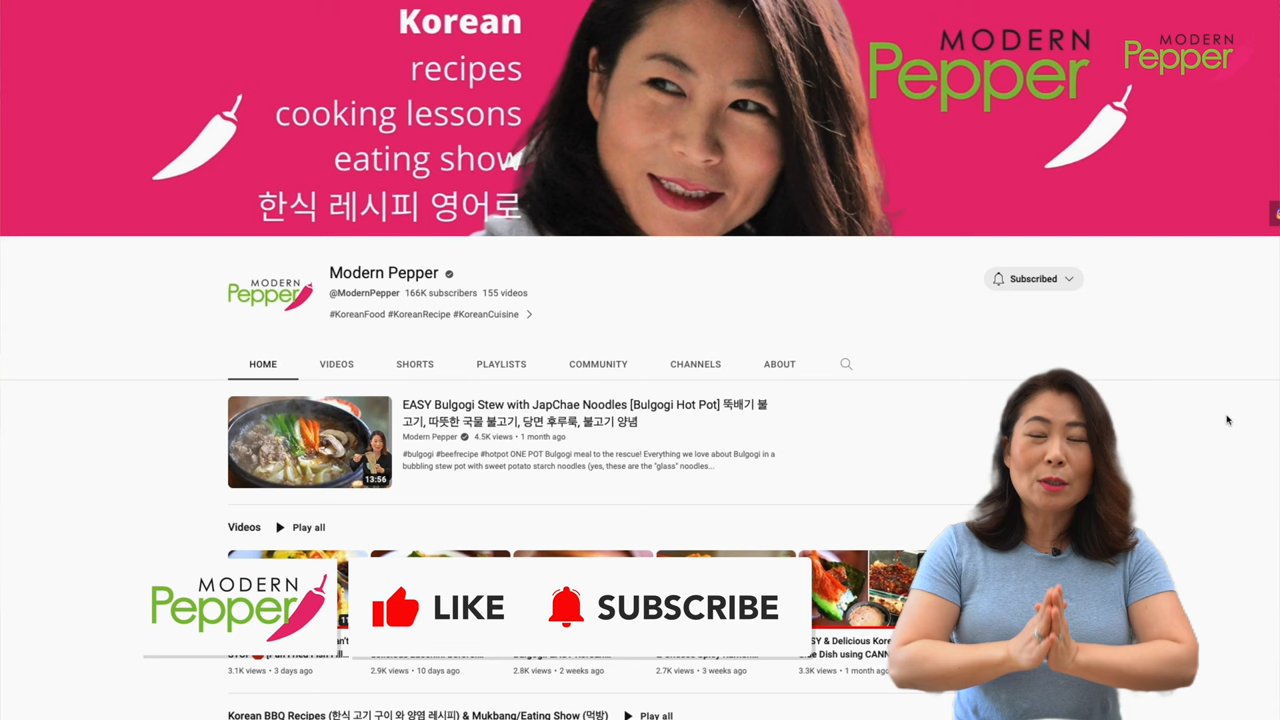 Korean
recipes
cooking lessons
eating show
한식 레시피 영어로
MODERN
Pepper
MODERN
Pepper
MODERN
Pepper
Modern Pepper
@ModernPepper 166K subscribers 155 videos
#KoreanFood #KoreanRecipe #KoreanCuisine
Subscribed
HOME VIDEOS SHORTS PLAYLISTS COMMUNITY CHANNELS ABOUT
EASY Bulgogi Stew with JapChae Noodles [Bulgogi Hot Pot] 뚝배기 불
고기, 따뜻한 국물 불고기, 당면 후루룩, 불고기 양념
Modern Pepper 4.5K views • 1 month ago
#bulgogi #beefrecipe #hotpot ONE POT Bulgogi meal to the rescue! Everything we love about Bulgogi in a
bubbling stew pot with sweet potato starch noodles (yes, these are the "glass" noodles...
13:56
Videos Play all
MODERN
Pepper
LIKE SUBSCRIBE
& Delicious
Dish using
3.1K views • 3 days ago
2.9K views • 10 days ago
2.8K views • 2 weeks ago
2.7K views • 3 weeks ago
3.3K views • 1 month ago
Korean BBQ Recipes (한식 고기 구이 와 양염 레시피) & Mukbang/Eating Show (먹방) Play all